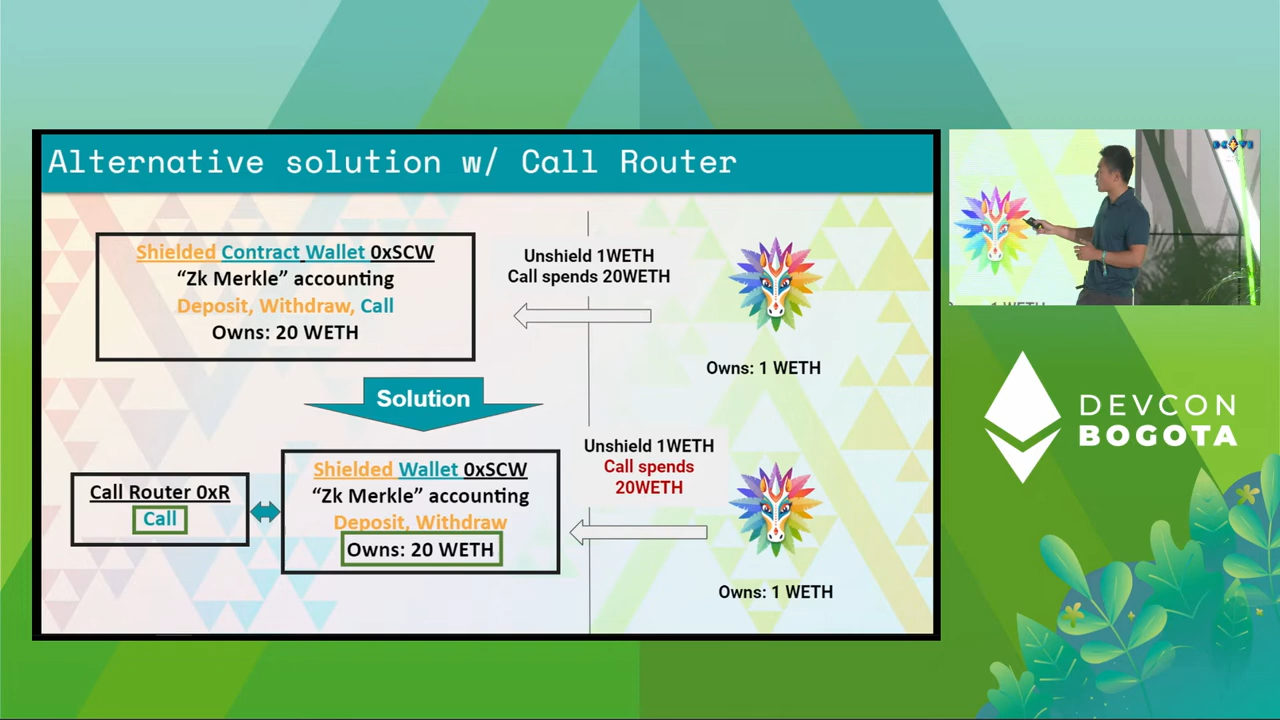 Alternative solution w/ Call Router
Shielded Contract Wallet 0xSCW
“Zk Merkle” accounting
Deposit, Withdraw, Call
Owns: 20 WETH
Unshield 1WETH
Call spends 20WETH
Owns: 1 WETH
Solution
Call Router 0xR
Call
Shielded Wallet 0xSCW
“Zk Merkle” accounting
Deposit, Withdraw
Owns: 20 WETH
Unshield 1WETH
Call spends
20WETH
Owns: 1 WETH
DEVCON
BOGOTA